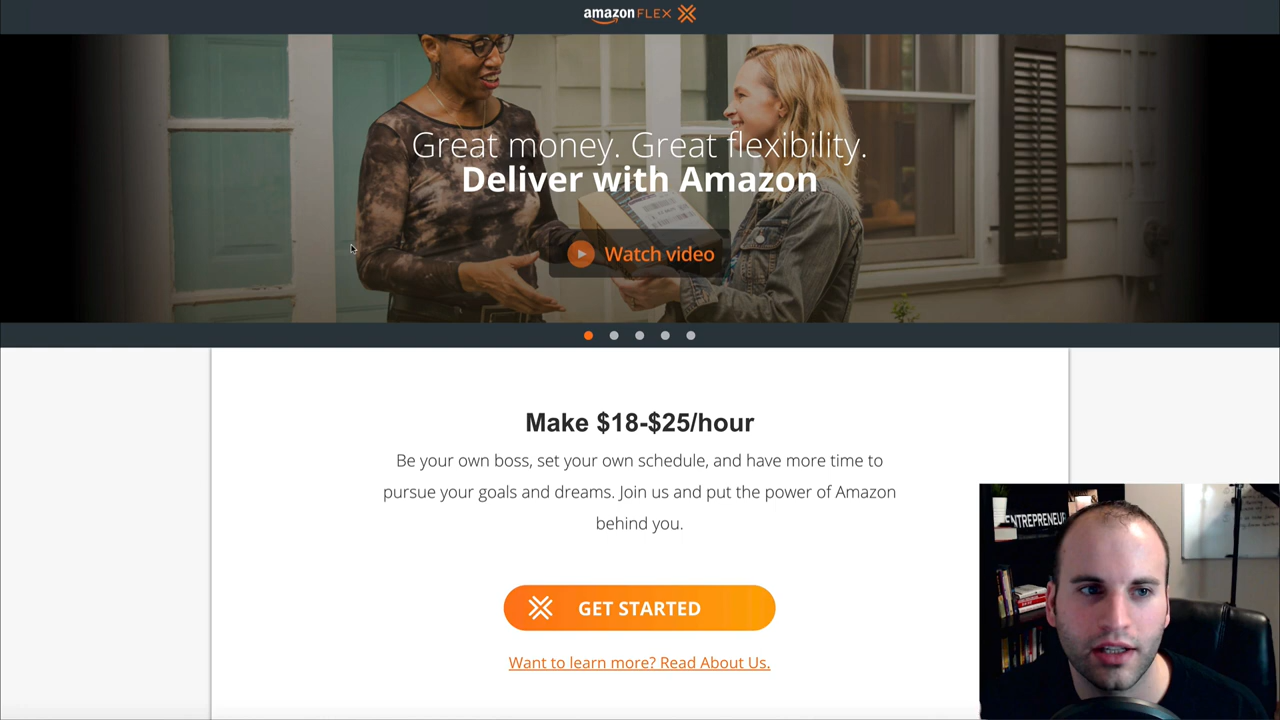 amazon FLEX
Great money. Great flexibility.
Deliver with Amazon
Watch video
Make $18-$25/hour
Be your own boss, set your own schedule, and have more time to
pursue your goals and dreams. Join us and put the power of Amazon
behind you.
GET STARTED
Want to learn more? Read About Us.
ENTREPRENEUR